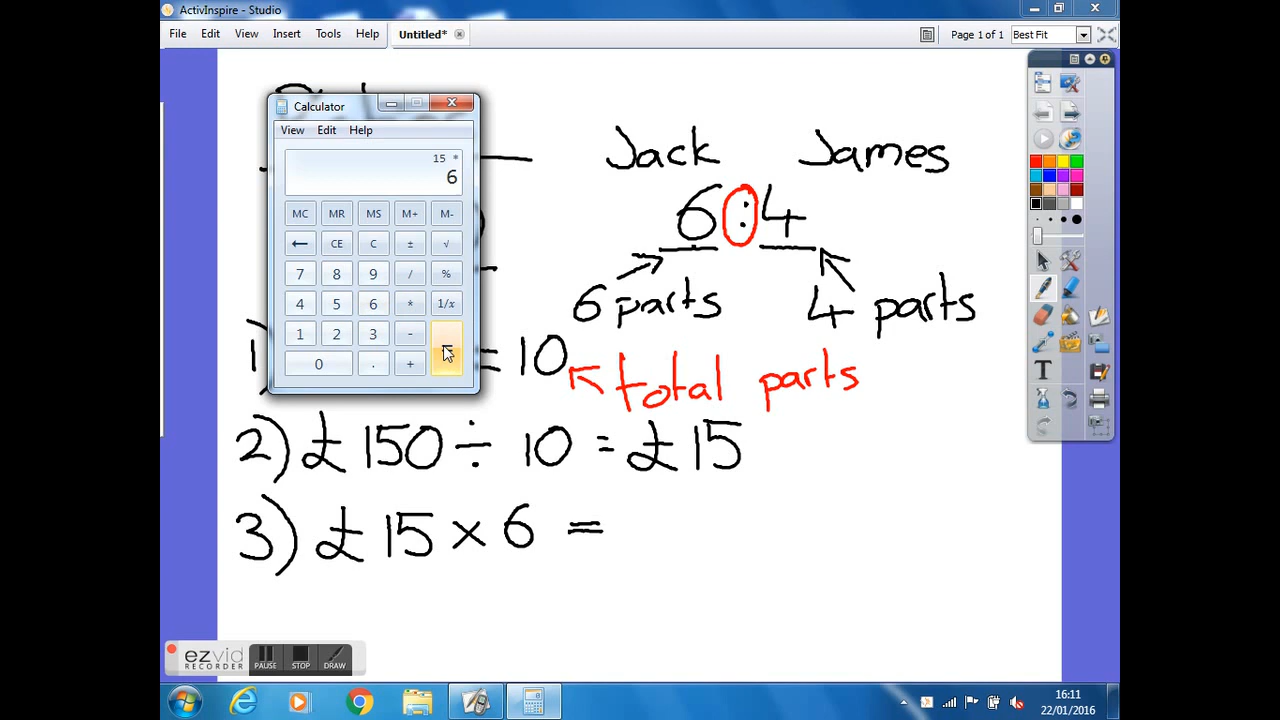 ActivInspire - Studio
File Edit View Insert Tools Help Untitled* Page 1 of 1 Best Fit
Calculator
View Edit Help
15 *
6
MC MR MS M+ M-
← CE C ± √
7 8 9 / %
4 5 6 * 1/x
1 2 3 - =
0 . +
Jack James
6 : 4
6 parts 4 parts
1) = 10 total parts
2) £150 ÷ 10 = £15
3) £15 × 6 =
T
ezvid
RECORDER
PAUSE STOP DRAW
16:11
22/01/2016